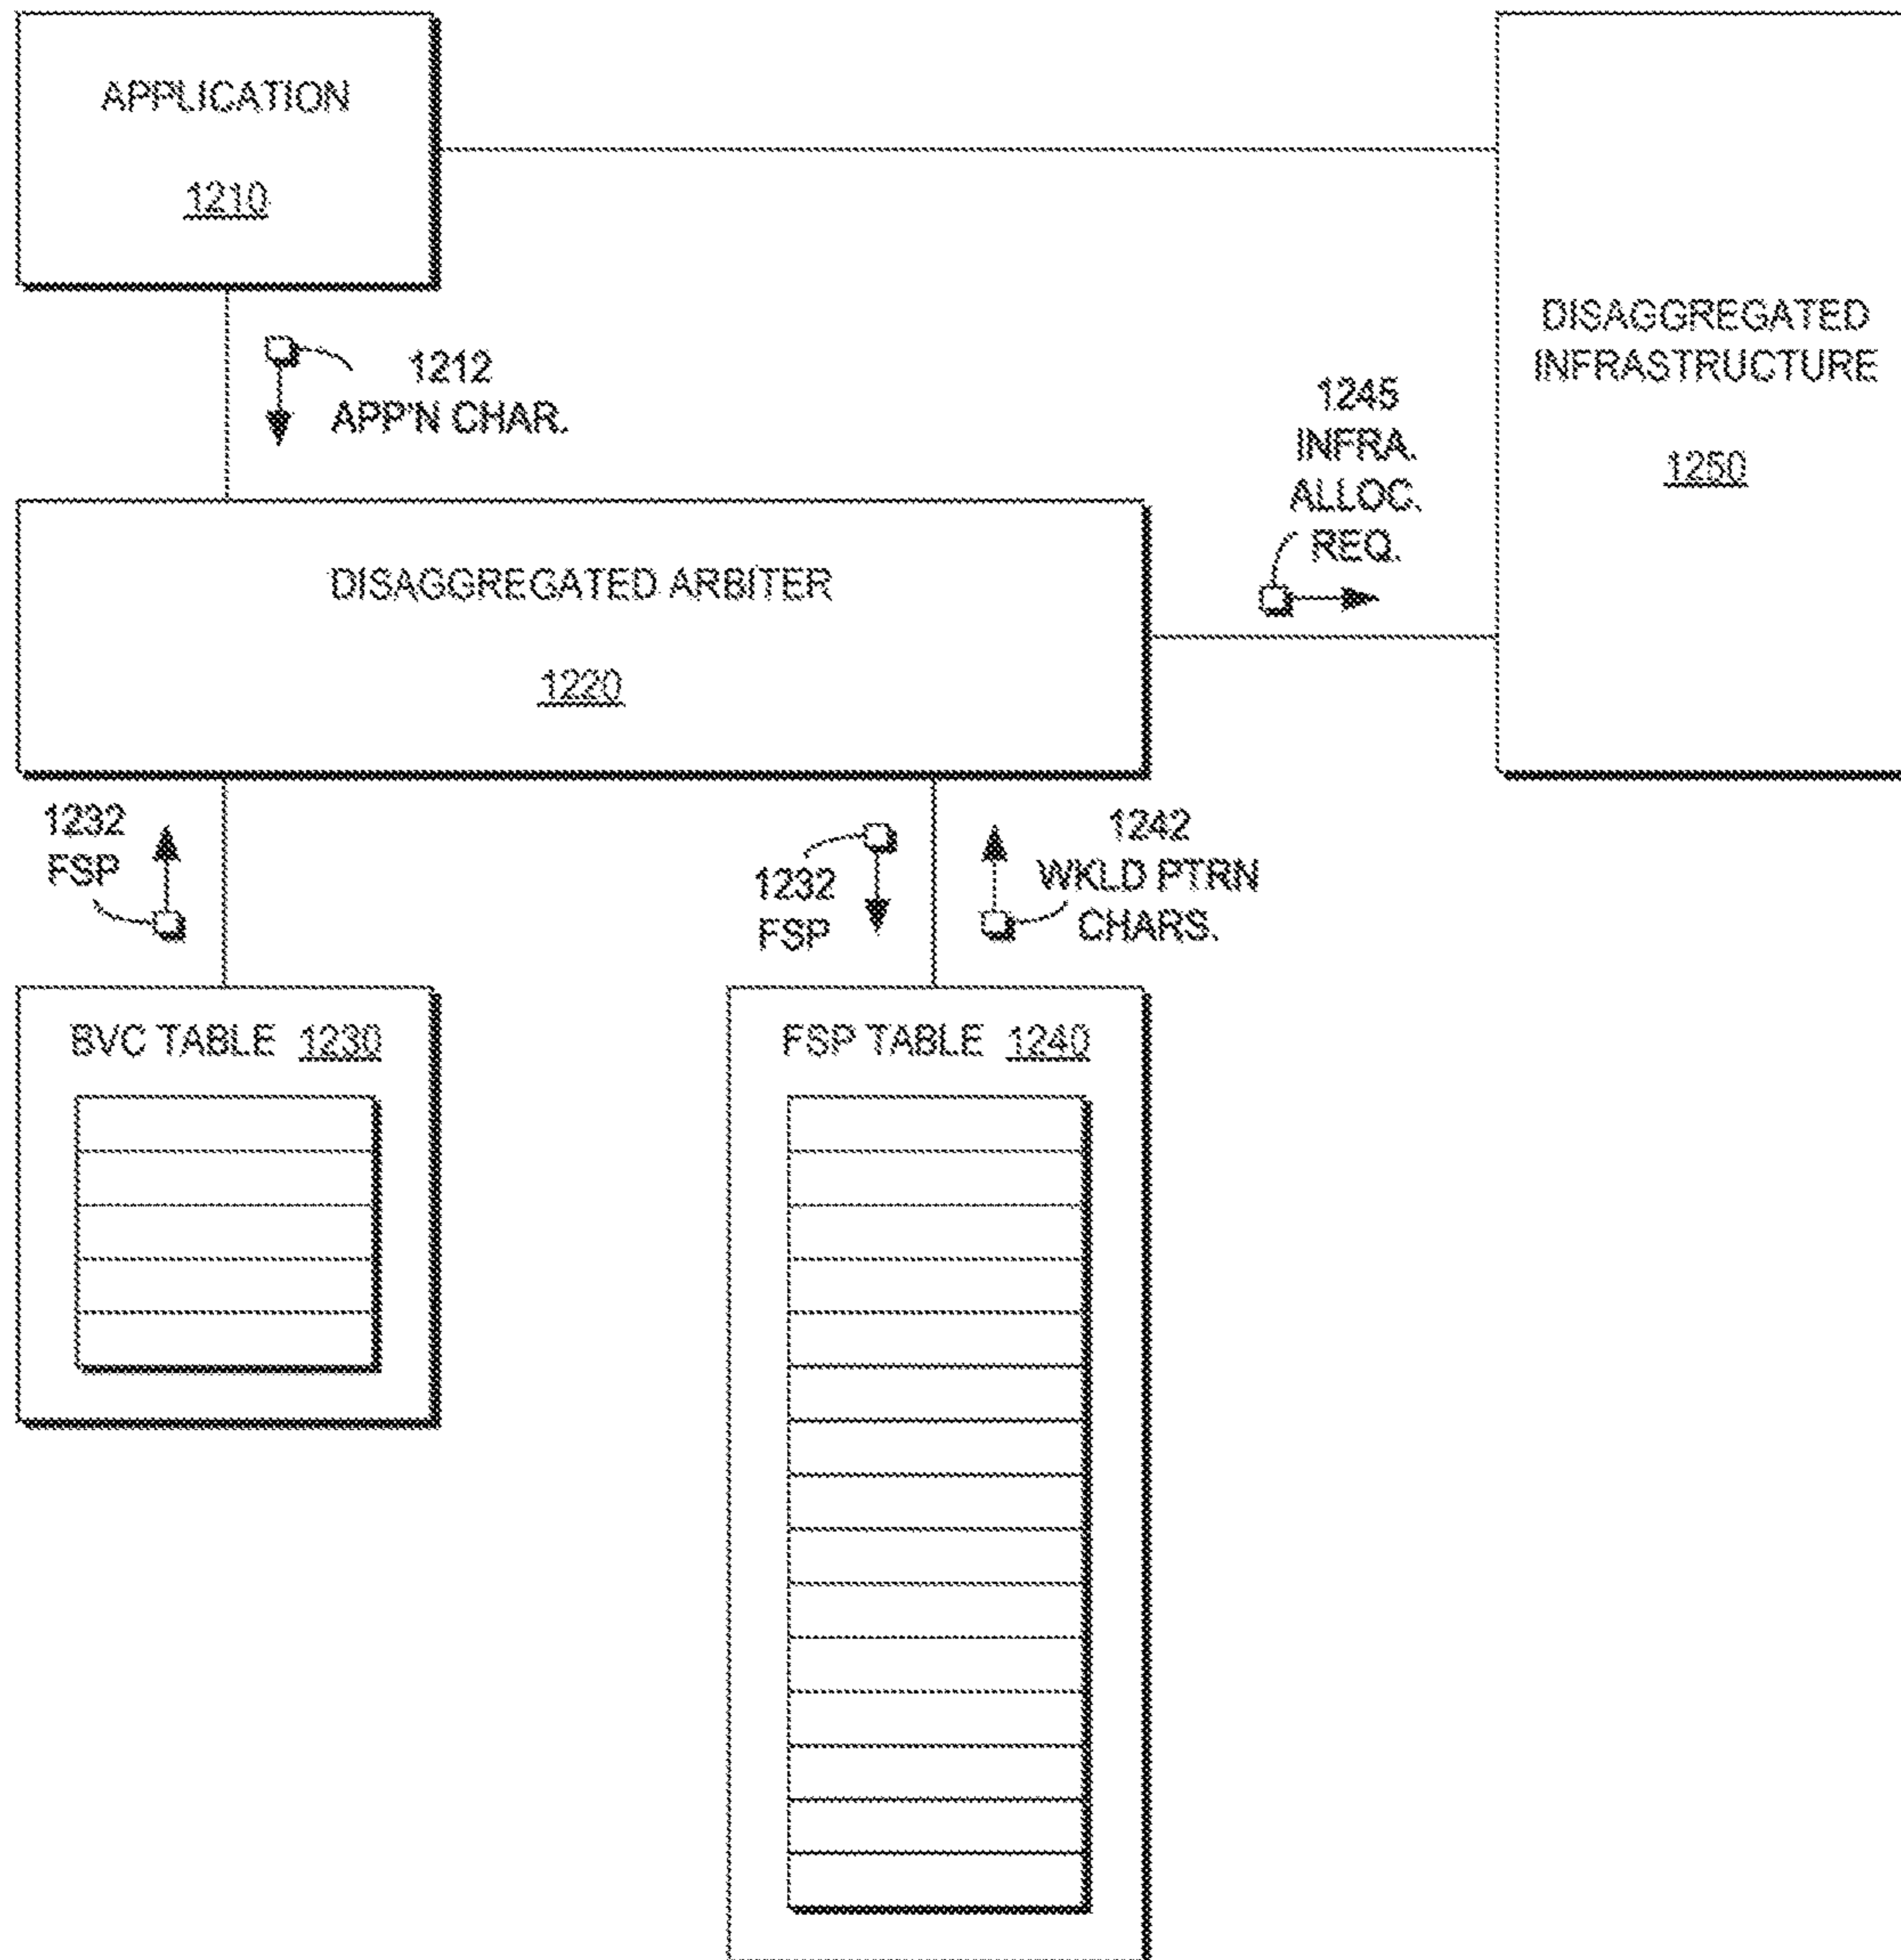 APPLICATION
1210
DISAGGREGATED
INFRASTRUCTURE
1250
1212
APP'N CHAR.
1245
INFRA.
ALLOC.
REQ.
DISAGGREGATED ARBITER
1220
1232
FSP
1232
FSP
1242
WKLD PTRN
CHARS.
BVC TABLE 1230
FSP TABLE 1240